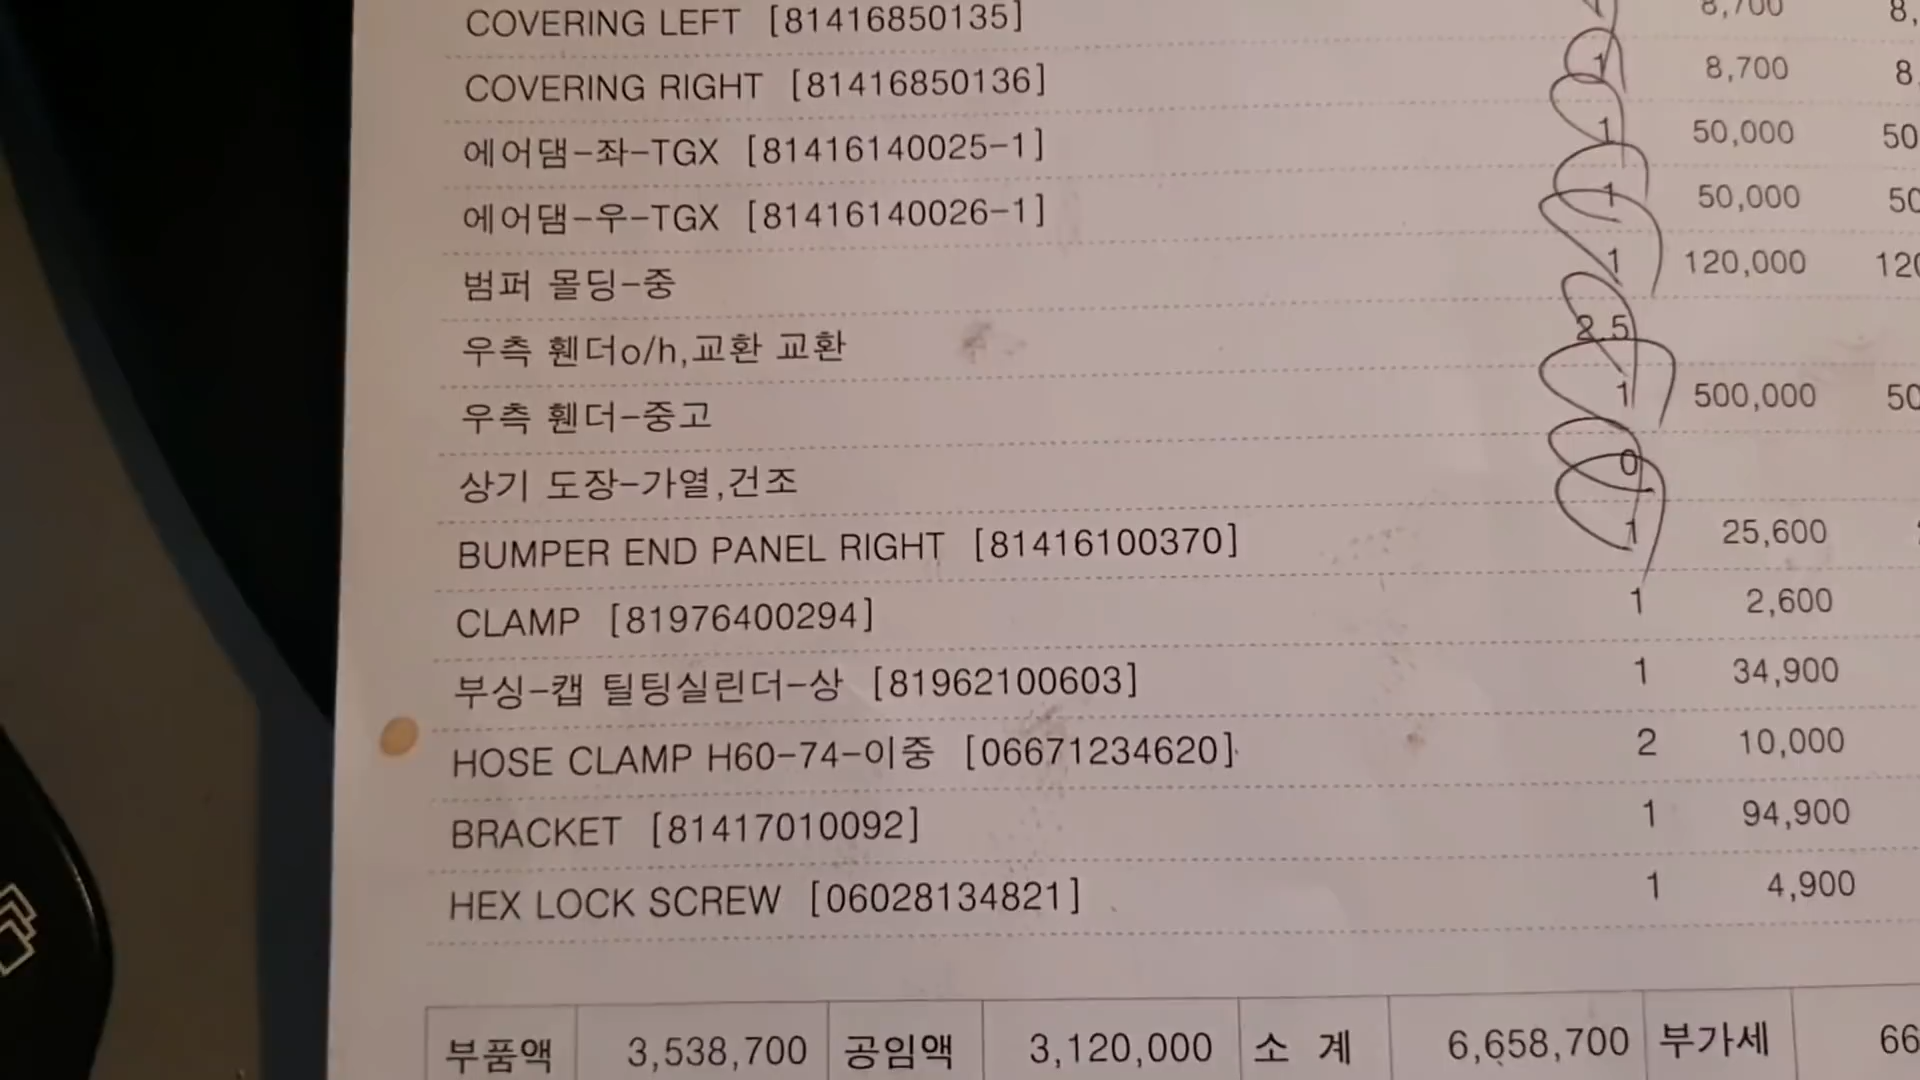 COVERING LEFT [81416850135] 8,700 8,
COVERING RIGHT [81416850136] 1 8,700 8,
에어댐-좌-TGX [81416140025-1] 1 50,000 50
에어댐-우-TGX [81416140026-1] 1 50,000 50
범퍼 몰딩-중 1 120,000 120
우측 휀더o/h,교환 교환 2.5
우측 휀더-중고 1 500,000 50
상기 도장-가열,건조 0
BUMPER END PANEL RIGHT [81416100370] 1 25,600
CLAMP [81976400294] 1 2,600
부싱-캡 틸팅실린더-상 [81962100603] 1 34,900
HOSE CLAMP H60-74-이중 [06671234620] 2 10,000
BRACKET [81417010092] 1 94,900
HEX LOCK SCREW [06028134821] 1 4,900
부품액 3,538,700 공임액 3,120,000 소 계 6,658,700 부가세 66